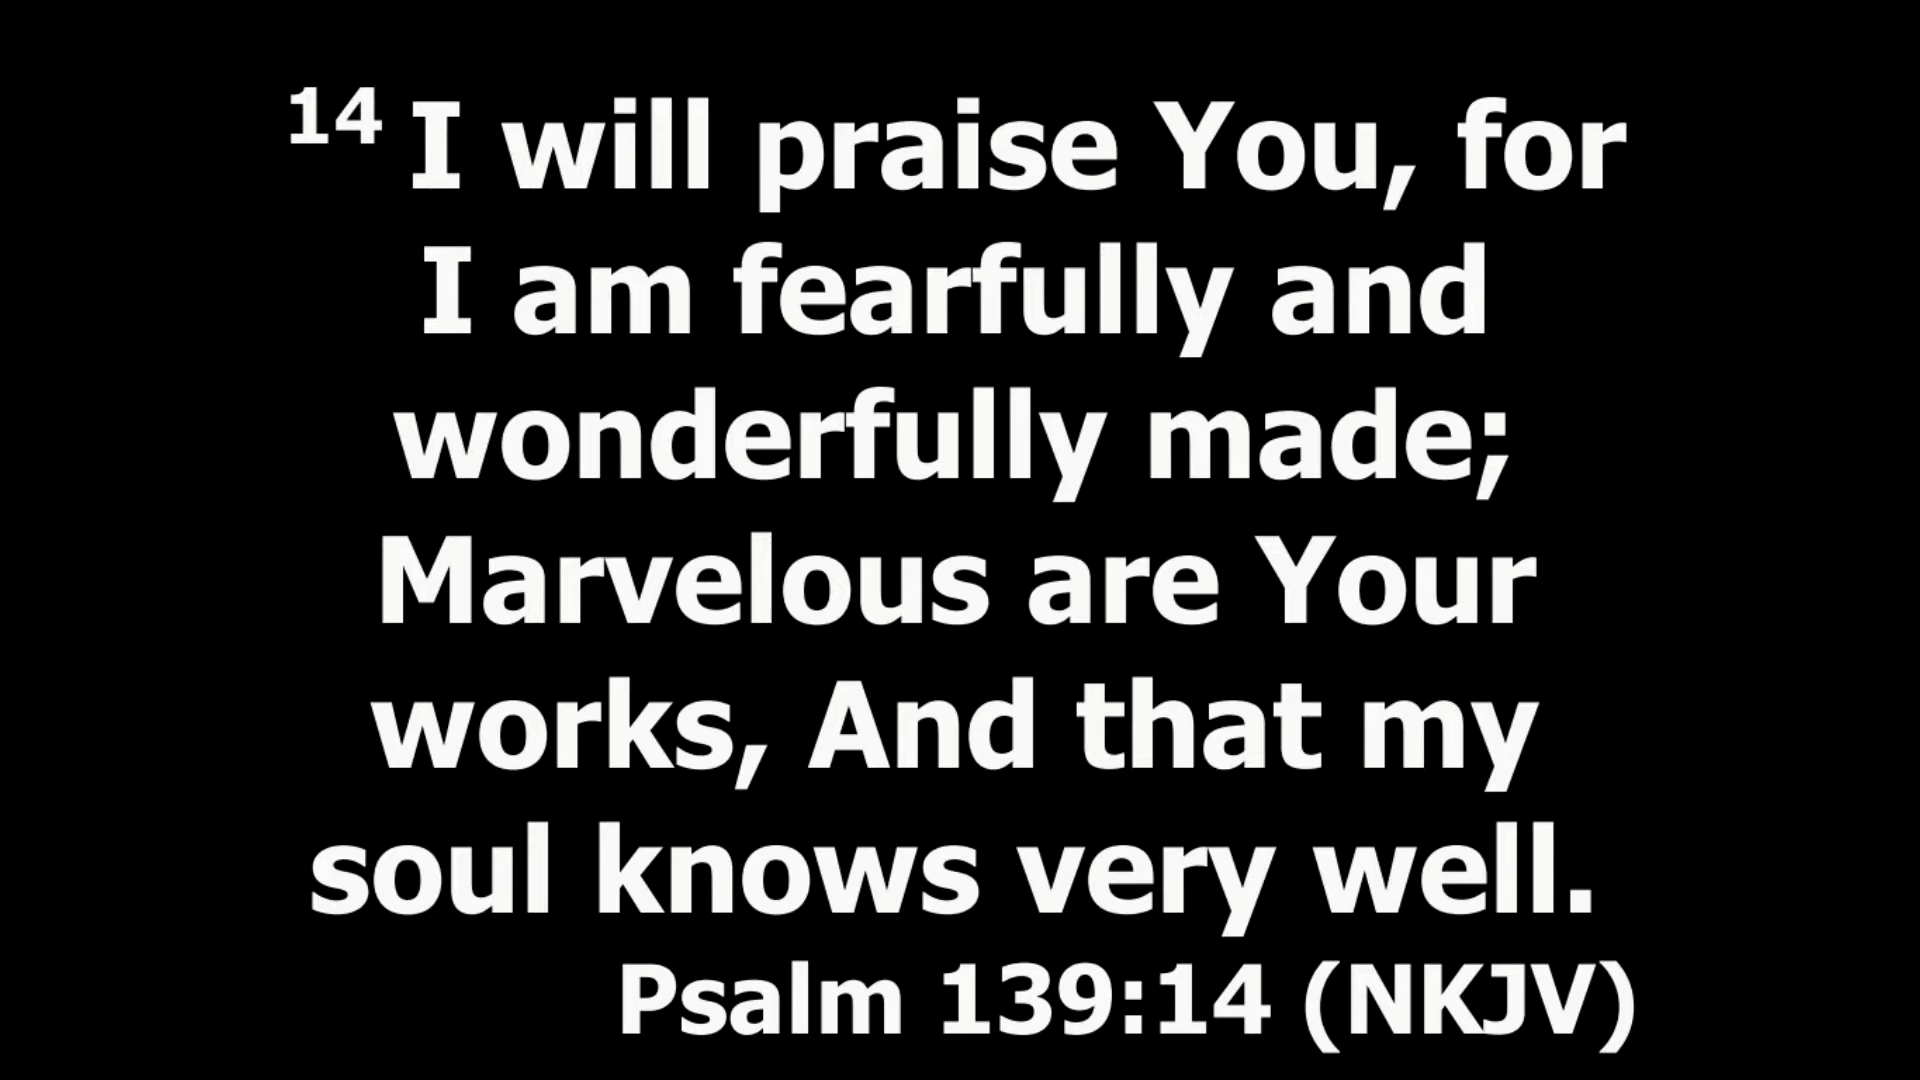 14 I will praise You, for
I am fearfully and
wonderfully made;
Marvelous are Your
works, And that my
soul knows very well.
Psalm 139:14 (NKJV)